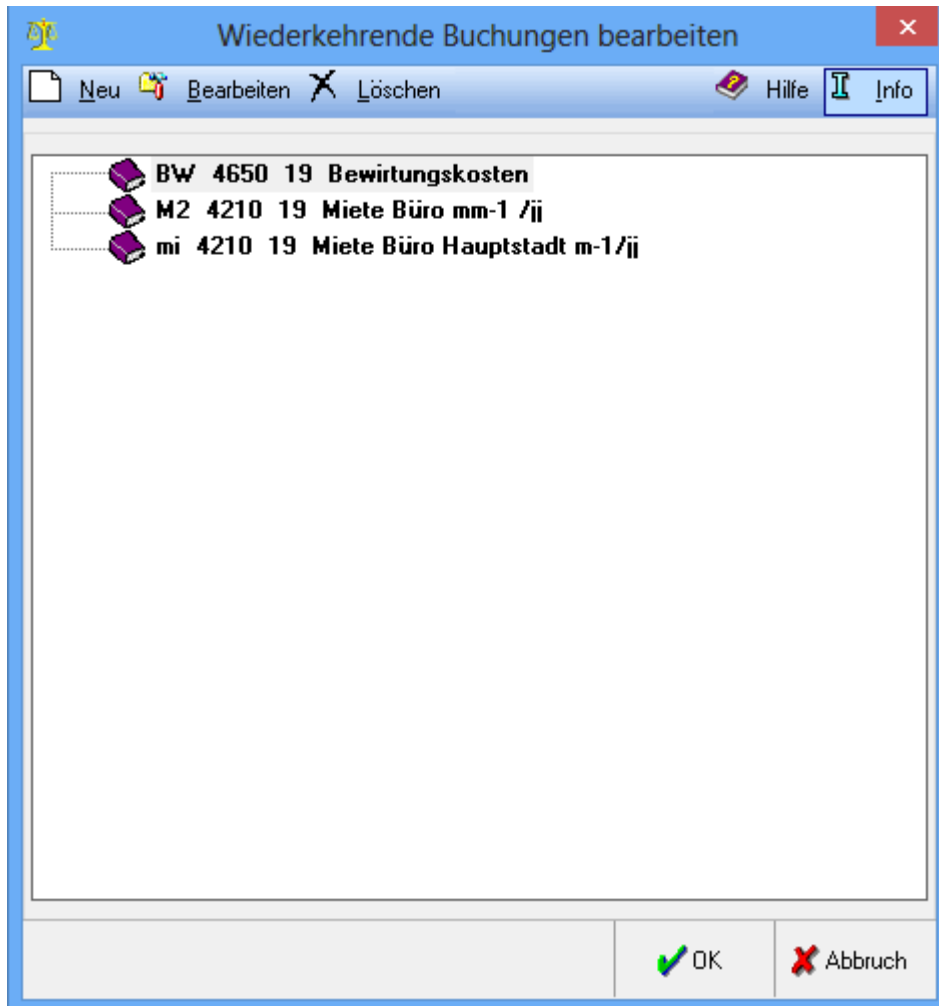 Wiederkehrende Buchungen bearbeiten
Neu Bearbeiten Löschen Hilfe Info
BW 4650 19 Bewirtungskosten
M2 4210 19 Miete Büro mm-1 /jj
mi 4210 19 Miete Büro Hauptstadt m-1/jj
OK Abbruch